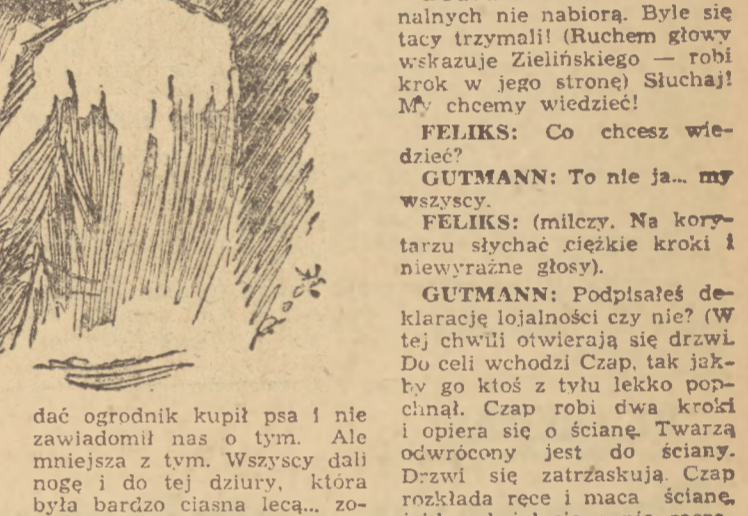 dać ogrodnik kupił psa i nie
zawiadomił nas o tym. Ale
mniejsza z tym. Wszyscy dali
nogę i do tej dziury, która
była bardzo ciasna lecą... zo-
nalnych nie nabiorą. Byle się
tacy trzymali! (Ruchem głowy
wskazuje Zielińskiego — robi
krok w jego stronę) Słuchaj!
My chcemy wiedzieć!
FELIKS: Co chcesz wie-
dzieć?
GUTMANN: To nie ja... my
wszyscy.
FELIKS: (milczy. Na kory-
tarzu słychać ciężkie kroki i
niewyraźne głosy).
GUTMANN: Podpisałeś de-
klarację lojalności czy nie? (W
tej chwili otwierają się drzwi.
Do celi wchodzi Czap, tak jak-
by go ktoś z tyłu lekko pop-
chnął. Czap robi dwa kroki
i opiera się o ścianę. Twarzą
odwrócony jest do ściany.
Drzwi się zatrzaskują. Czap
rozkłada ręce i maca ścianę,